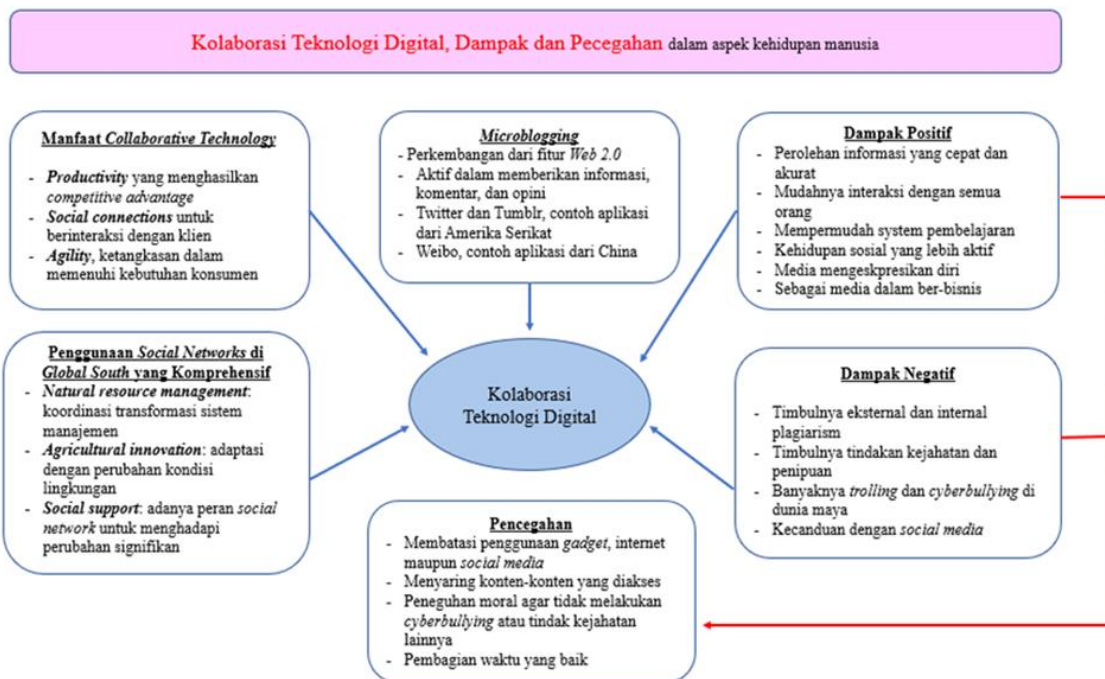 Kolaborasi Teknologi Digital, Dampak dan Pecegahan dalam aspek kehidupan manusia
Manfaat Collaborative Technology
- Productivity yang menghasilkan
competitive advantage
- Social connections untuk
berinteraksi dengan klien
- Agility, ketangkasan dalam
memenuhi kebutuhan konsumen
Microblogging
- Perkembangan dari fitur Web 2.0
- Aktif dalam memberikan informasi,
komentar, dan opini
- Twitter dan Tumblr, contoh aplikasi
dari Amerika Serikat
- Weibo, contoh aplikasi dari China
Dampak Positif
- Perolehan informasi yang cepat dan
akurat
- Mudahnya interaksi dengan semua
orang
- Mempermudah system pembelajaran
- Kehidupan sosial yang lebih aktif
- Media mengeskpresikan diri
- Sebagai media dalam ber-bisnis
Penggunaan Social Networks di
Global South yang Komprehensif
- Natural resource management:
koordinasi transformasi sistem
manajemen
- Agricultural innovation: adaptasi
dengan perubahan kondisi
lingkungan
- Social support: adanya peran social
network untuk menghadapi
perubahan signifikan
Kolaborasi
Teknologi Digital
Dampak Negatif
- Timbulnya eksternal dan internal
plagiarism
- Timbulnya tindakan kejahatan dan
penipuan
- Banyaknya trolling dan cyberbullying di
dunia maya
- Kecanduan dengan social media
Pencegahan
- Membatasi penggunaan gadget, internet
maupun social media
- Menyaring konten-konten yang diakses
- Peneguhan moral agar tidak melakukan
cyberbullying atau tindak kejahatan
lainnya
- Pembagian waktu yang baik